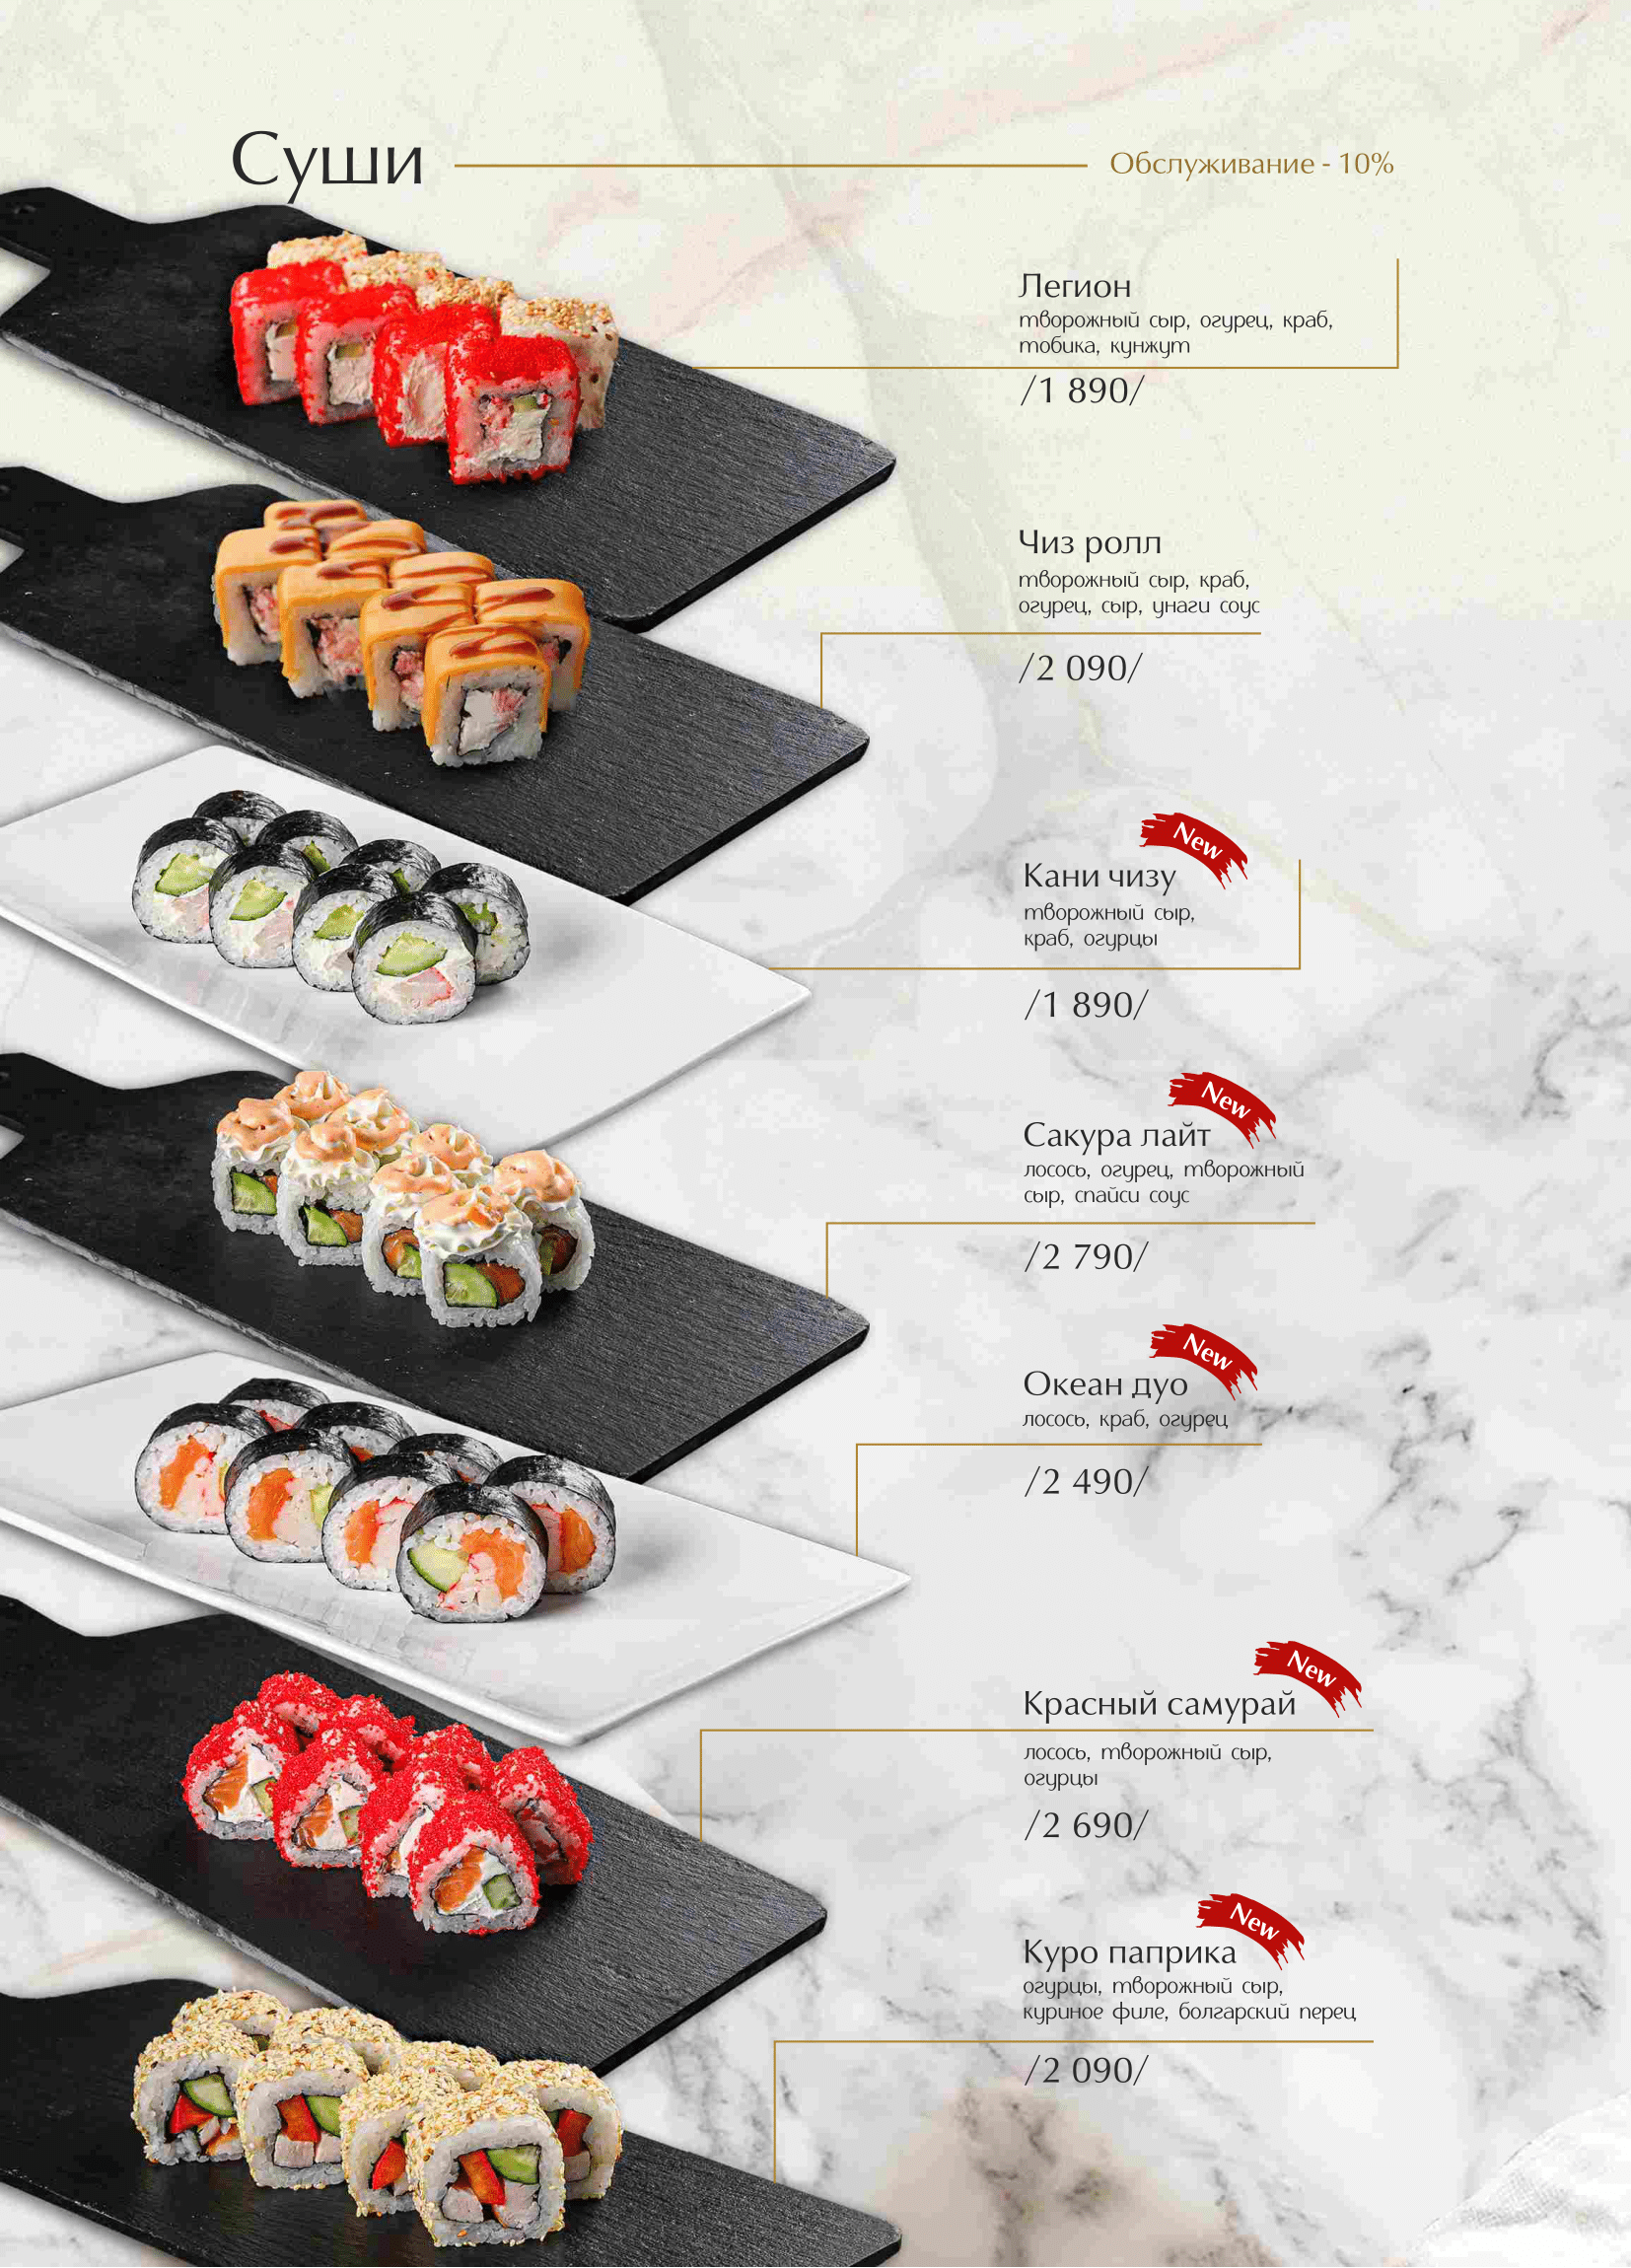 Суши
Обслуживание - 10%
Легион
творожный сыр, огурец, краб,
тобика, кунжут
/1 890/
Чиз ролл
творожный сыр, краб,
огурец, сыр, унаги соус
/2 090/
New
Кани чизу
творожный сыр,
краб, огурцы
/1 890/
New
Сакура лайт
лосось, огурец, творожный
сыр, спайси соус
/2 790/
New
Океан дуо
лосось, краб, огурец
/2 490/
New
Красный самурай
лосось, творожный сыр,
огурцы
/2 690/
New
Куро паприка
огурцы, творожный сыр,
куриное филе, болгарский перец
/2 090/